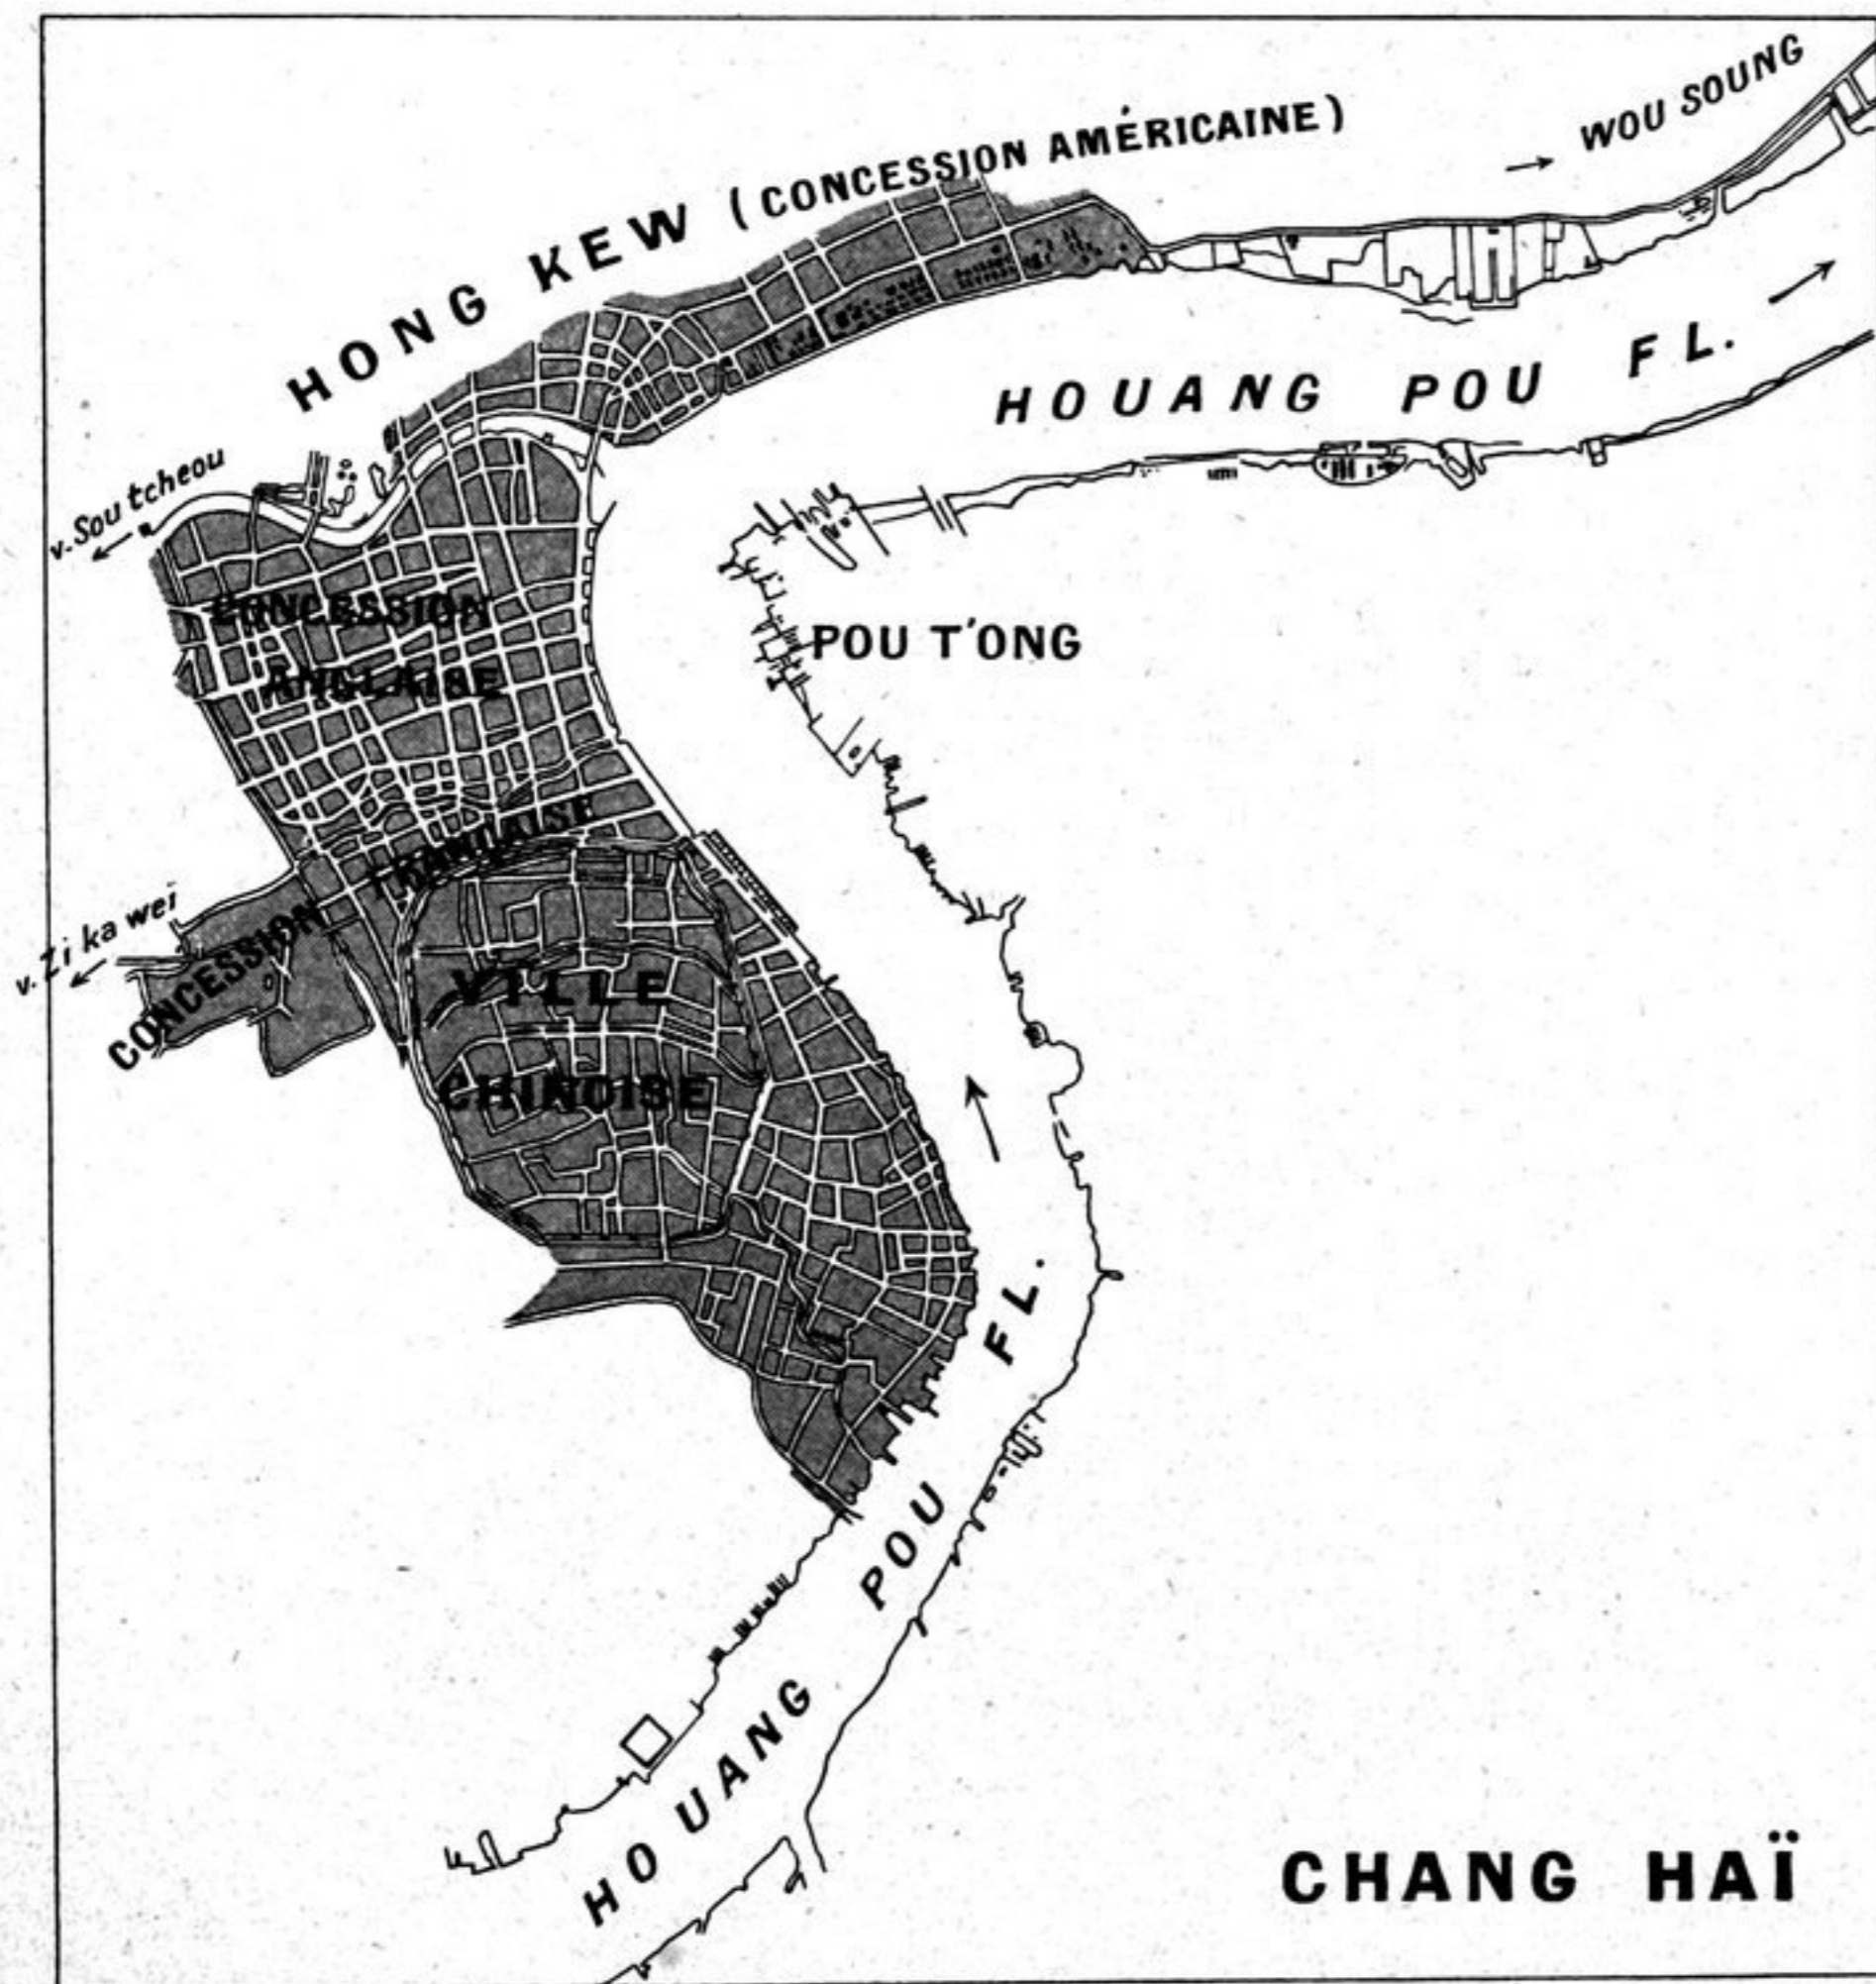 WOU SOUNG
HONG KEW (CONCESSION AMÉRICAINE)
HOUANG POU FL.
v. Sou tcheou
CONCESSION
ANGLAISE
POU T'ONG
CONCESSION FRANÇAISE
v. Zi ka wei
VILLE
CHINOISE
HOUANG POU FL.
CHANG HAÏ